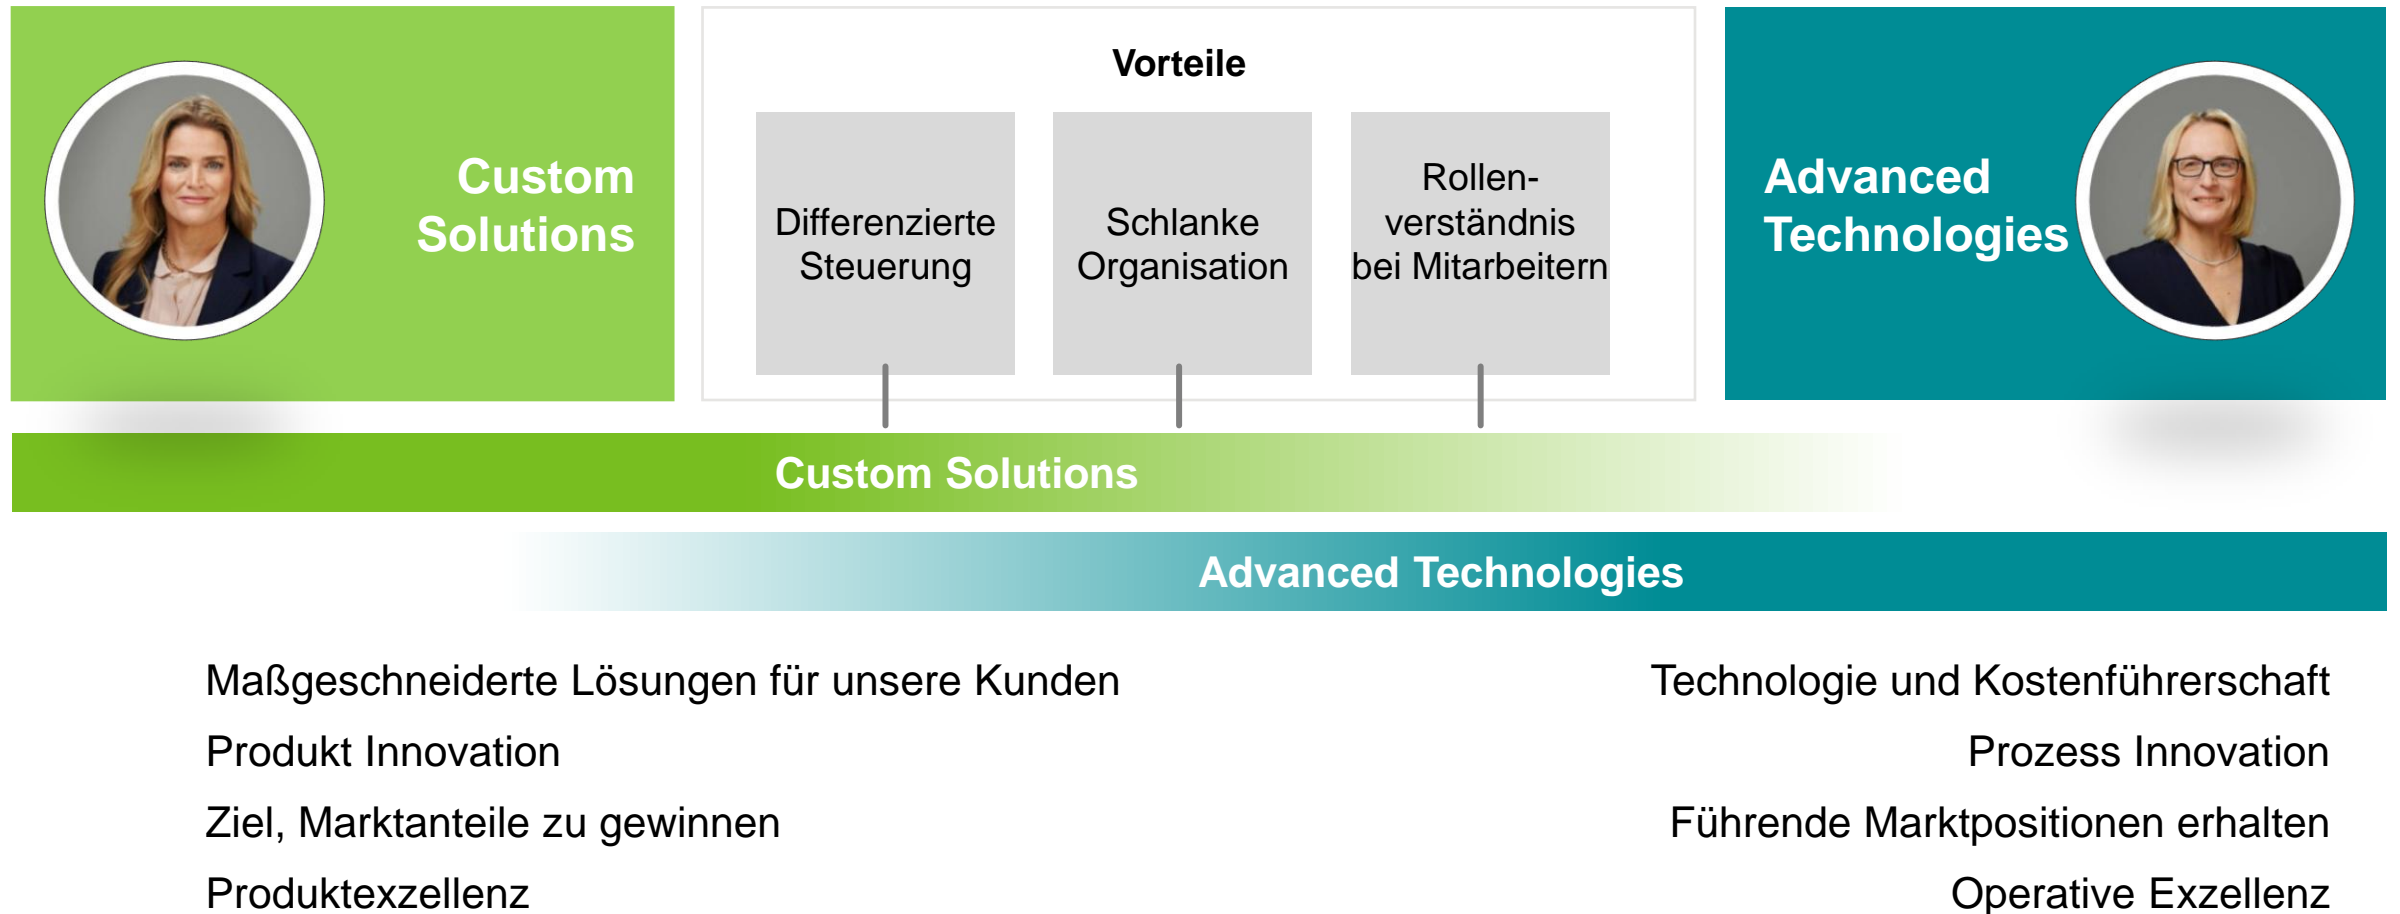 Custom
Solutions
Vorteile
Differenzierte
Steuerung
Schlanke
Organisation
Rollen-
verständnis
bei Mitarbeitern
Advanced
Technologies
Custom Solutions
Advanced Technologies
Maßgeschneiderte Lösungen für unsere Kunden
Produkt Innovation
Ziel, Marktanteile zu gewinnen
Produktexzellenz
Technologie und Kostenführerschaft
Prozess Innovation
Führende Marktpositionen erhalten
Operative Exzellenz